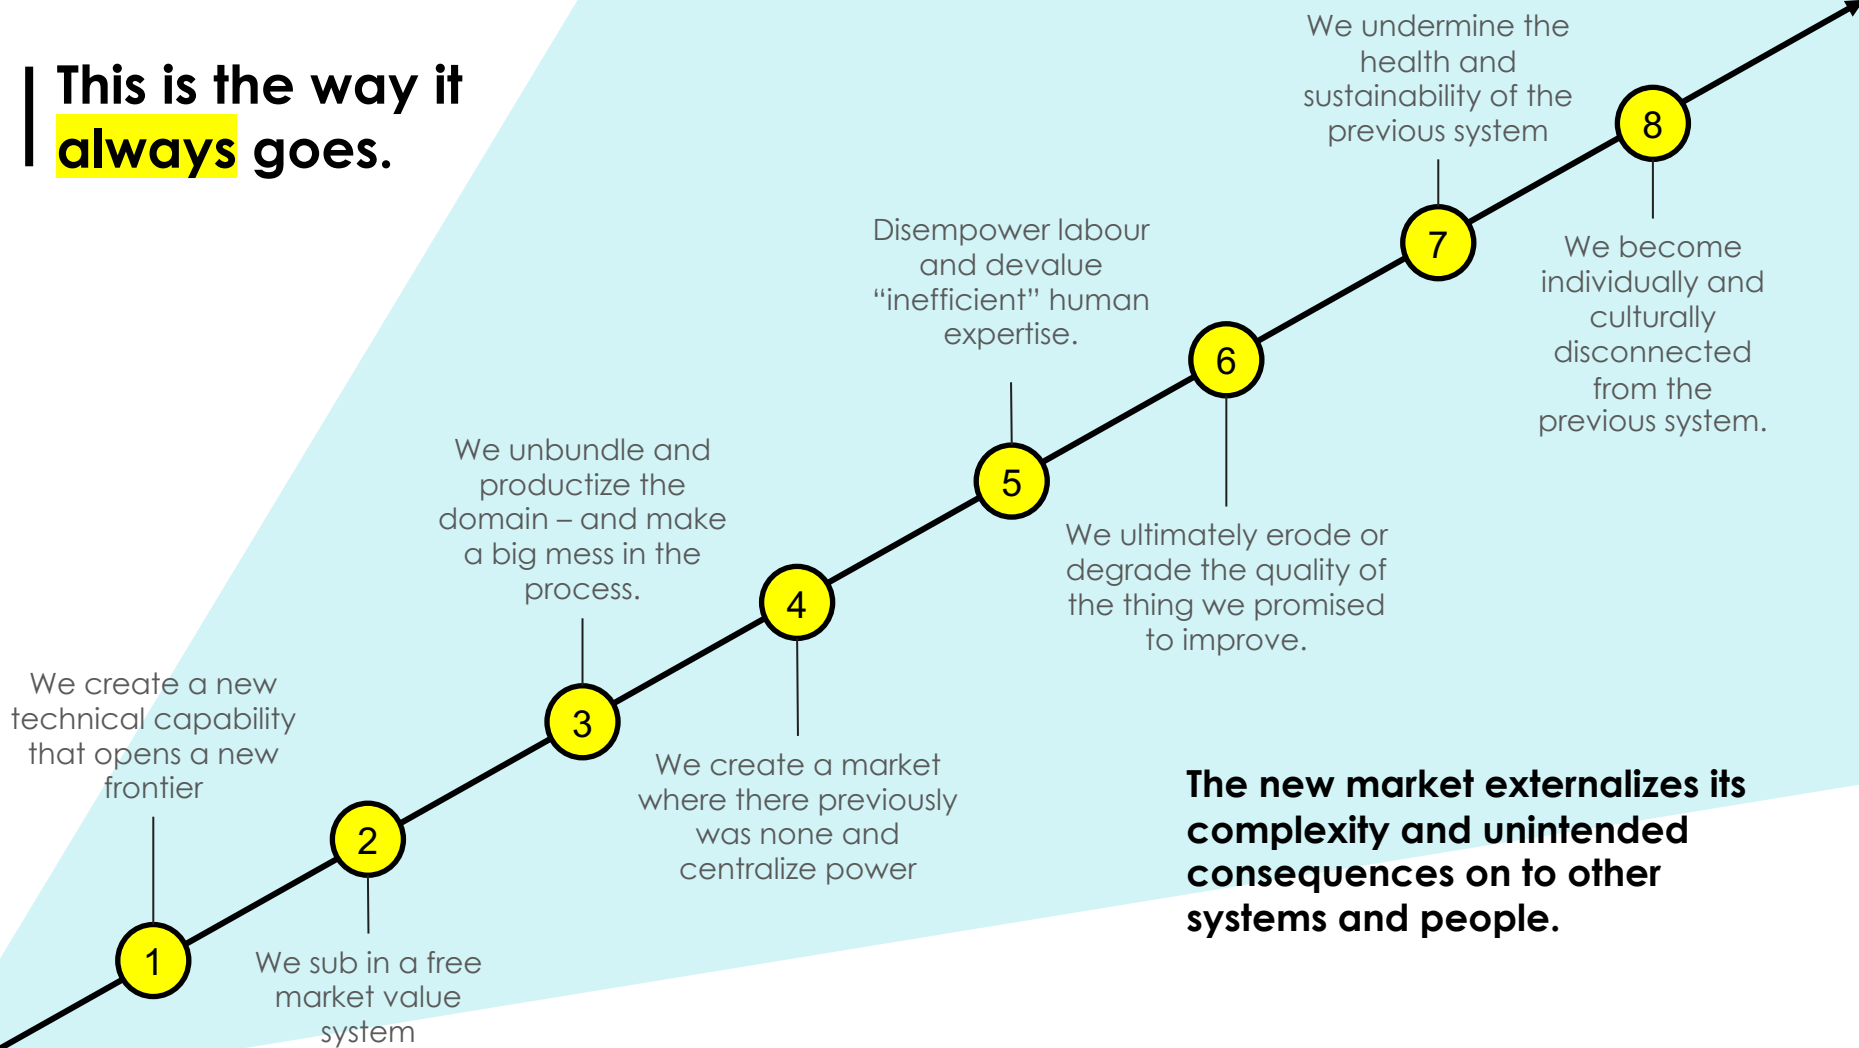 This is the way it
always goes.
1
We create a new
technical capability
that opens a new
frontier
2
We sub in a free
market value
system
3
We unbundle and
productize the
domain – and make
a big mess in the
process.
4
We create a market
where there previously
was none and
centralize power
5
Disempower labour
and devalue
“inefficient” human
expertise.
6
We ultimately erode or
degrade the quality of
the thing we promised
to improve.
7
We undermine the
health and
sustainability of the
previous system
8
We become
individually and
culturally
disconnected
from the
previous system.
The new market externalizes its
complexity and unintended
consequences on to other
systems and people.